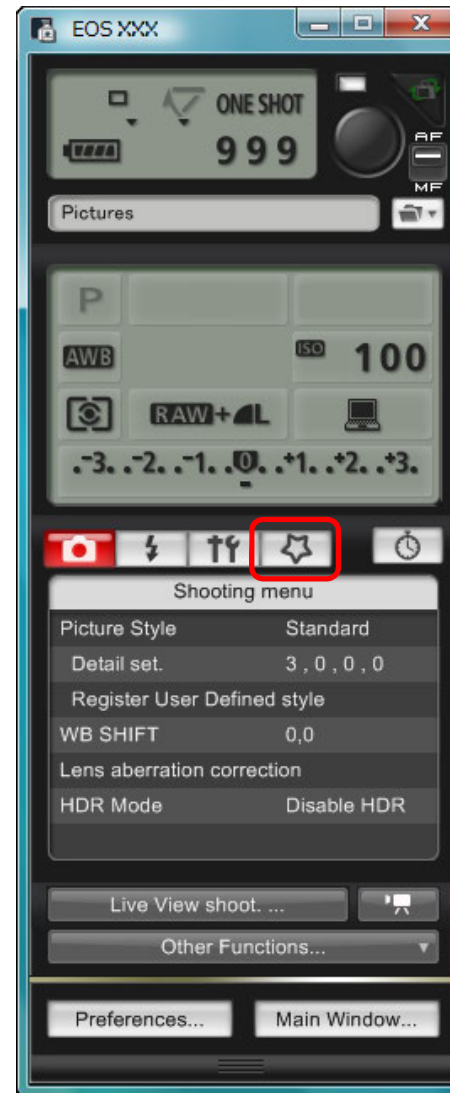 EOS XXX
ONE SHOT
999
AF
MF
Pictures
P
AWB
ISO 100
RAW+L
.-3. .-2. .-1. .0. .+1. .+2. .+3.
Shooting menu
Picture Style Standard
Detail set. 3 , 0 , 0 , 0
Register User Defined style
WB SHIFT 0,0
Lens aberration correction
HDR Mode Disable HDR
Live View shoot. ...
Other Functions...
Preferences... Main Window...